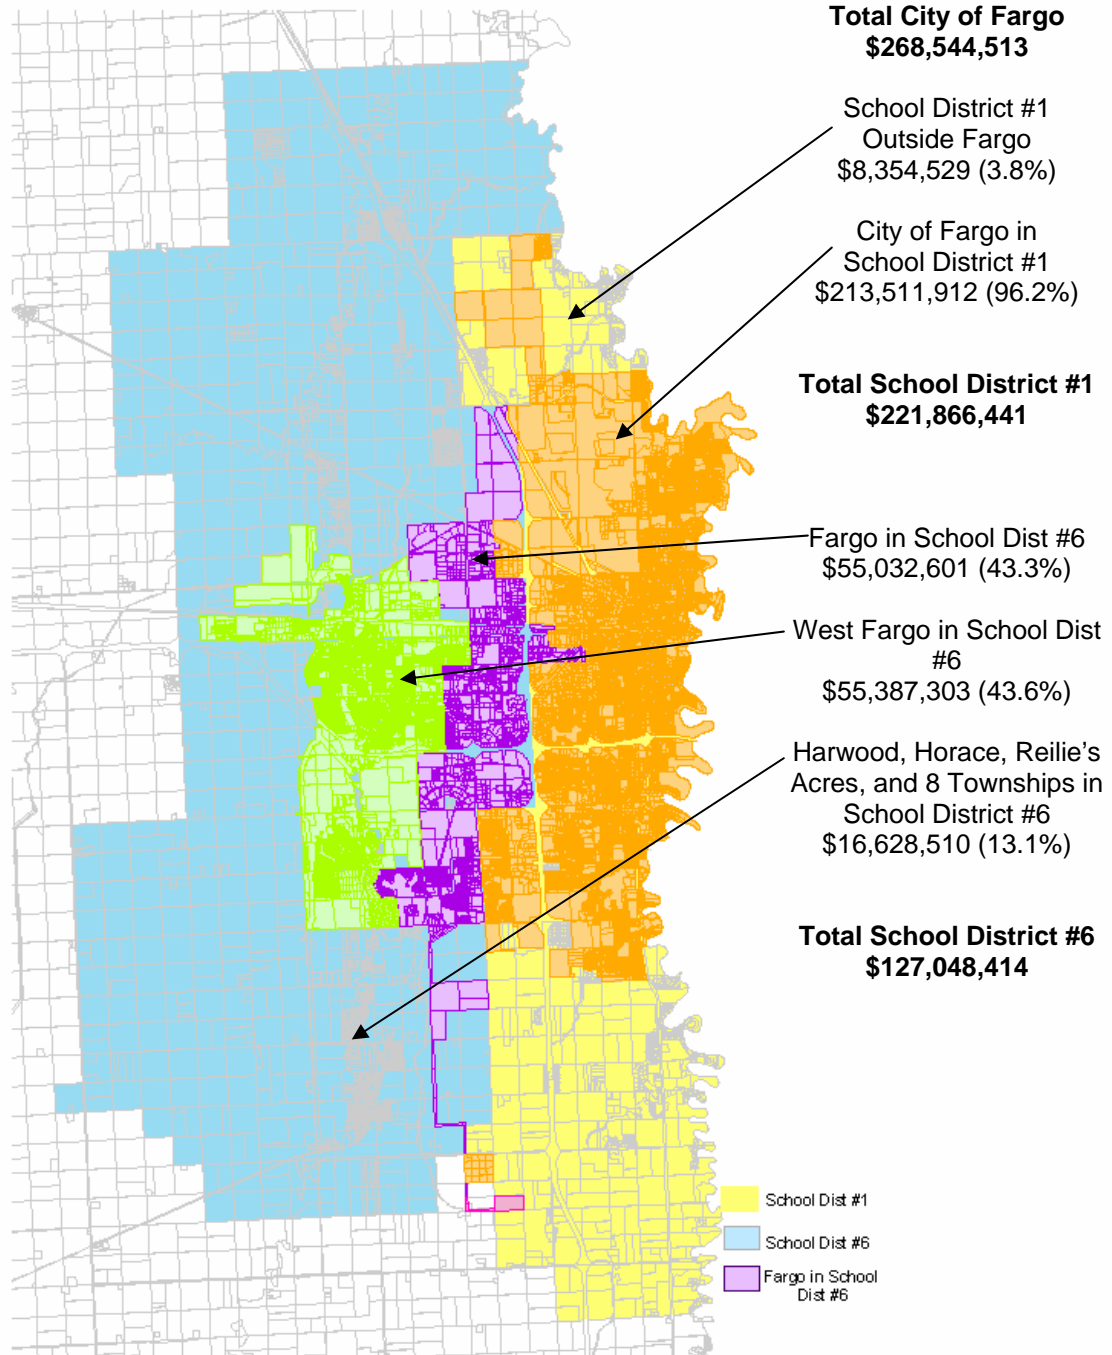 Total City of Fargo
$268,544,513
School District #1
Outside Fargo
$8,354,529 (3.8%)
City of Fargo in
School District #1
$213,511,912 (96.2%)
Total School District #1
$221,866,441
Fargo in School Dist #6
$55,032,601 (43.3%)
West Fargo in School Dist
#6
$55,387,303 (43.6%)
Harwood, Horace, Reilie’s
Acres, and 8 Townships in
School District #6
$16,628,510 (13.1%)
Total School District #6
$127,048,414
School Dist #1
School Dist #6
Fargo in School
Dist #6